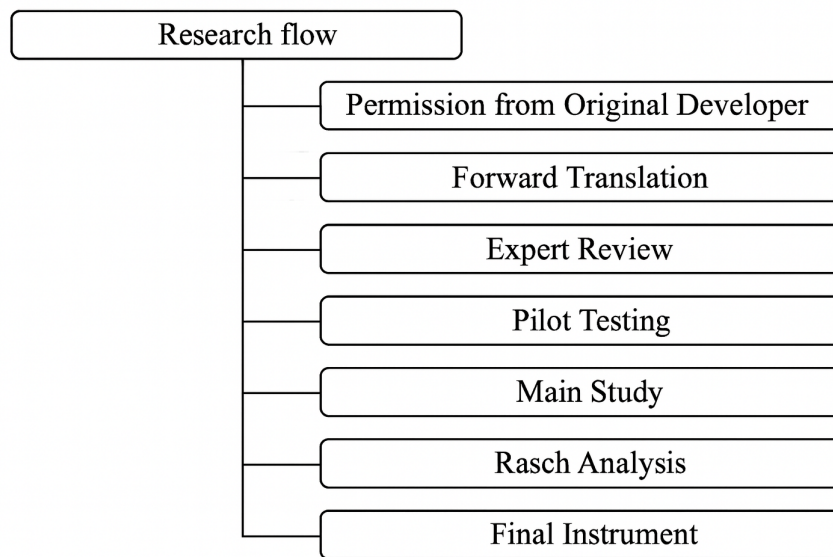 Research flow
Permission from Original Developer
Forward Translation
Expert Review
Pilot Testing
Main Study
Rasch Analysis
Final Instrument